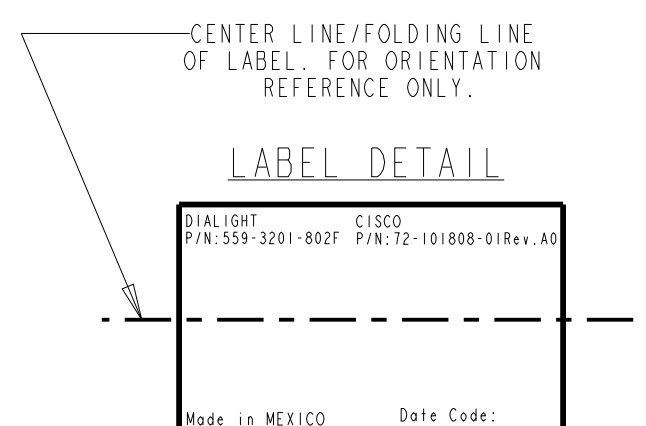 CENTER LINE/FOLDING LINE
OF LABEL. FOR ORIENTATION
REFERENCE ONLY.
LABEL DETAIL
DIALIGHT CISCO
P/N:559-3201-802F P/N:72-101808-01Rev.A0
Made in MEXICO Date Code: